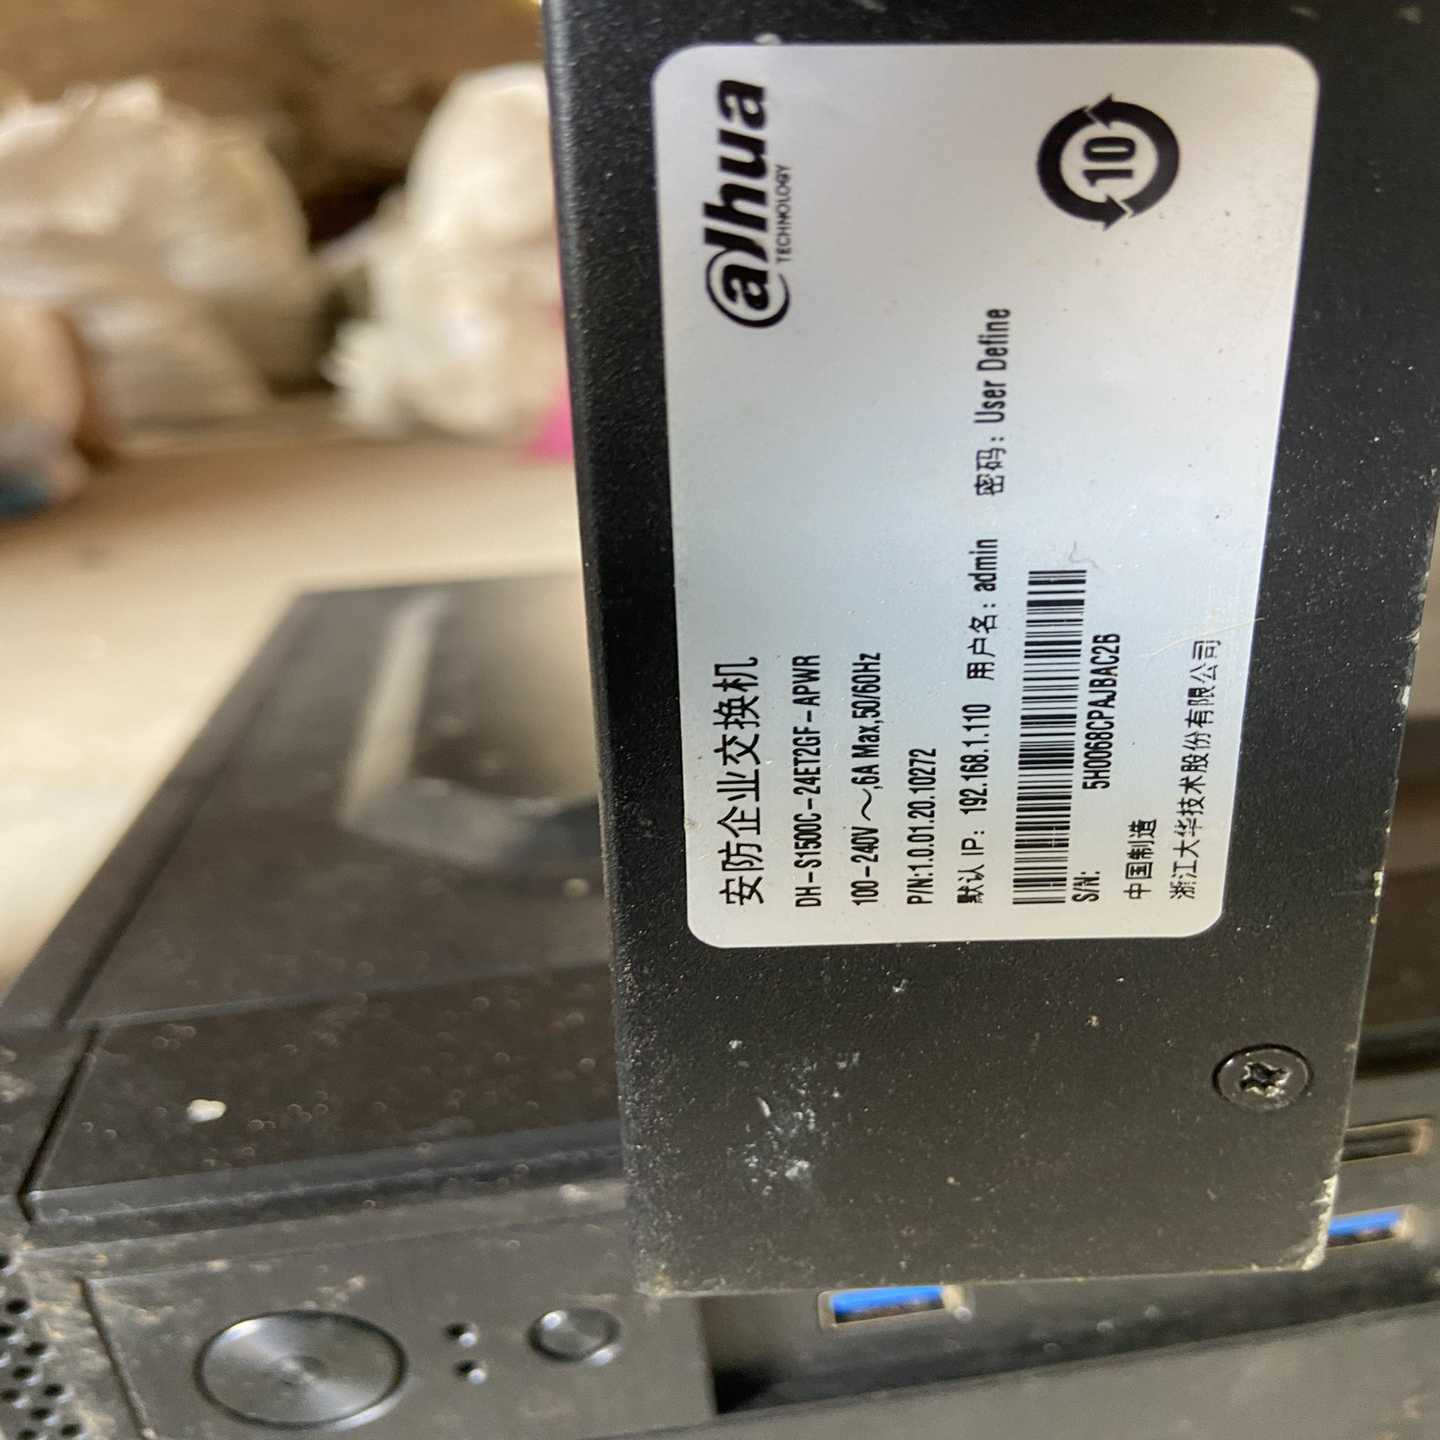 alhua
TECHNOLOGY
10
安防企业交换机
DH-S1500C-24ET2GF-APWR
100-240V～,6A Max,50/60Hz
P/N:1.0.01.20.10272
默认 IP: 192.168.1.110 用户名: admin 密码: User Define
S/N: 5H0068CPAJBAC2B
中国制造
浙江大华技术股份有限公司